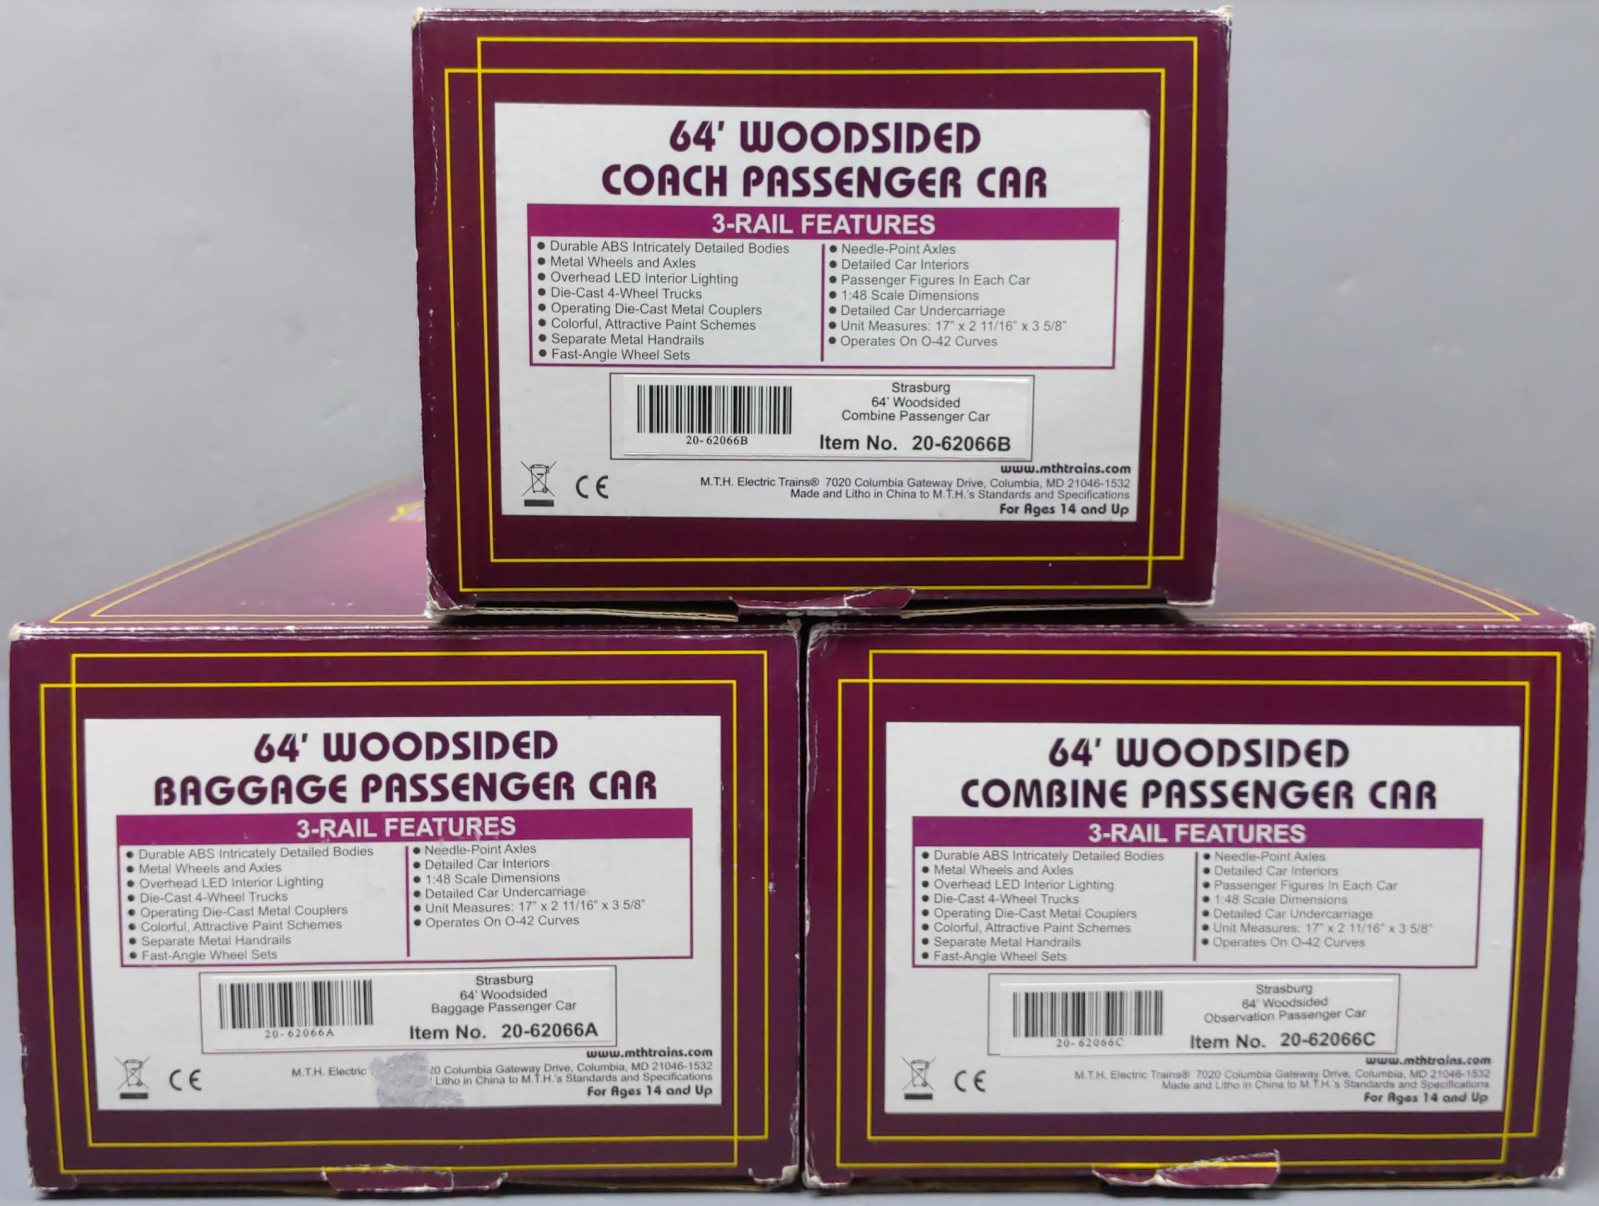 64' WOODSIDED
COACH PASSENGER CAR
3-RAIL FEATURES
● Durable ABS Intricately Detailed Bodies
● Metal Wheels and Axles
● Overhead LED Interior Lighting
● Die-Cast 4-Wheel Trucks
● Operating Die-Cast Metal Couplers
● Colorful, Attractive Paint Schemes
● Separate Metal Handrails
● Fast-Angle Wheel Sets
● Needle-Point Axles
● Detailed Car Interiors
● Passenger Figures In Each Car
● 1:48 Scale Dimensions
● Detailed Car Undercarriage
● Unit Measures: 17" x 2 11/16" x 3 5/8"
● Operates On O-42 Curves
20-62066B
Strasburg
64' Woodsided
Combine Passenger Car
Item No. 20-62066B
CE
www.mthtrains.com
M.T.H. Electric Trains® 7020 Columbia Gateway Drive, Columbia, MD 21046-1532
Made and Litho in China to M.T.H.'s Standards and Specifications
For Ages 14 and Up
64' WOODSIDED
BAGGAGE PASSENGER CAR
3-RAIL FEATURES
● Durable ABS Intricately Detailed Bodies
● Metal Wheels and Axles
● Overhead LED Interior Lighting
● Die-Cast 4-Wheel Trucks
● Operating Die-Cast Metal Couplers
● Colorful, Attractive Paint Schemes
● Separate Metal Handrails
● Fast-Angle Wheel Sets
● Needle-Point Axles
● Detailed Car Interiors
● 1:48 Scale Dimensions
● Detailed Car Undercarriage
● Unit Measures: 17" x 2 11/16" x 3 5/8"
● Operates On O-42 Curves
20-62066A
Strasburg
64' Woodsided
Baggage Passenger Car
Item No. 20-62066A
CE
www.mthtrains.com
M.T.H. Electric 20 Columbia Gateway Drive, Columbia, MD 21046-1532
Litho in China to M.T.H.'s Standards and Specifications
For Ages 14 and Up
64' WOODSIDED
COMBINE PASSENGER CAR
3-RAIL FEATURES
● Durable ABS Intricately Detailed Bodies
● Metal Wheels and Axles
● Overhead LED Interior Lighting
● Die-Cast 4-Wheel Trucks
● Operating Die-Cast Metal Couplers
● Colorful, Attractive Paint Schemes
● Separate Metal Handrails
● Fast-Angle Wheel Sets
● Needle-Point Axles
● Detailed Car Interiors
● Passenger Figures In Each Car
● 1:48 Scale Dimensions
● Detailed Car Undercarriage
● Unit Measures: 17" x 2 11/16" x 3 5/8"
● Operates On O-42 Curves
20-62066C
Strasburg
64' Woodsided
Observation Passenger Car
Item No. 20-62066C
CE
www.mthtrains.com
M.T.H. Electric Trains® 7020 Columbia Gateway Drive, Columbia, MD 21046-1532
Made and Litho in China to M.T.H.'s Standards and Specifications
For Ages 14 and Up